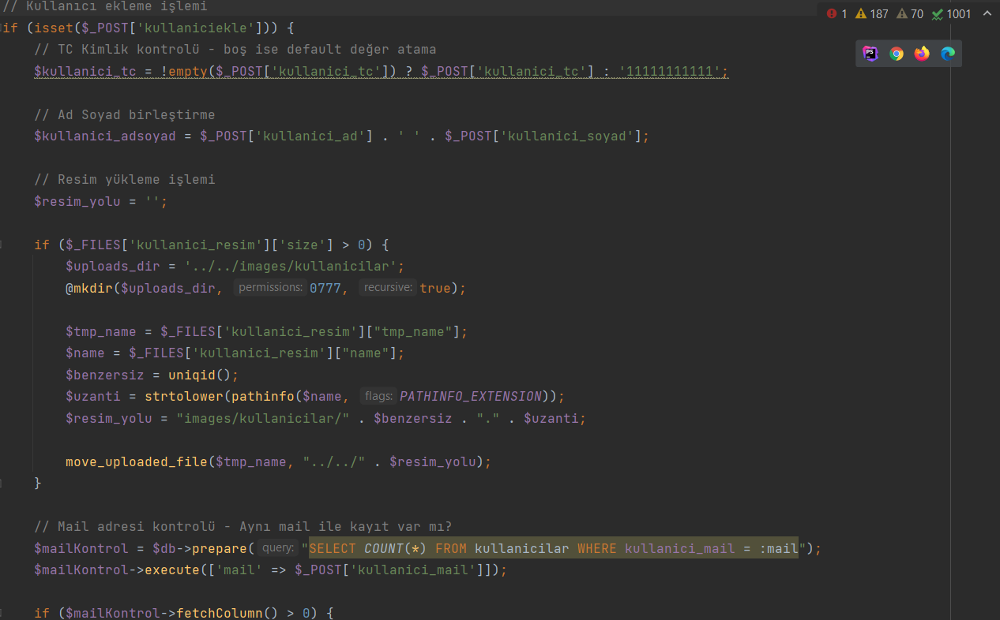 // Kullanıcı ekleme işlemi
1 187 70 1001
if (isset($_POST['kullaniciekle'])) {
// TC Kimlik kontrolü - boş ise default değer atama
PS
$kullanici_tc = !empty($_POST['kullanici_tc']) ? $_POST['kullanici_tc'] : '11111111111';
// Ad Soyad birleştirme
$kullanici_adsoyad = $_POST['kullanici_ad'] . ' ' . $_POST['kullanici_soyad'];
// Resim yükleme işlemi
$resim_yolu = '';
if ($_FILES['kullanici_resim']['size'] > 0) {
$uploads_dir = '../../images/kullanicilar';
@mkdir($uploads_dir, permissions: 0777, recursive: true);
$tmp_name = $_FILES['kullanici_resim']["tmp_name"];
$name = $_FILES['kullanici_resim']["name"];
$benzersiz = uniqid();
$uzanti = strtolower(pathinfo($name, flags: PATHINFO_EXTENSION));
$resim_yolu = "images/kullanicilar/" . $benzersiz . "." . $uzanti;
move_uploaded_file($tmp_name, "../../" . $resim_yolu);
}
// Mail adresi kontrolü - Aynı mail ile kayıt var mı?
$mailKontrol = $db->prepare( query: "SELECT COUNT(*) FROM kullanicilar WHERE kullanici_mail = :mail");
$mailKontrol->execute(['mail' => $_POST['kullanici_mail']]);
if ($mailKontrol->fetchColumn() > 0) {